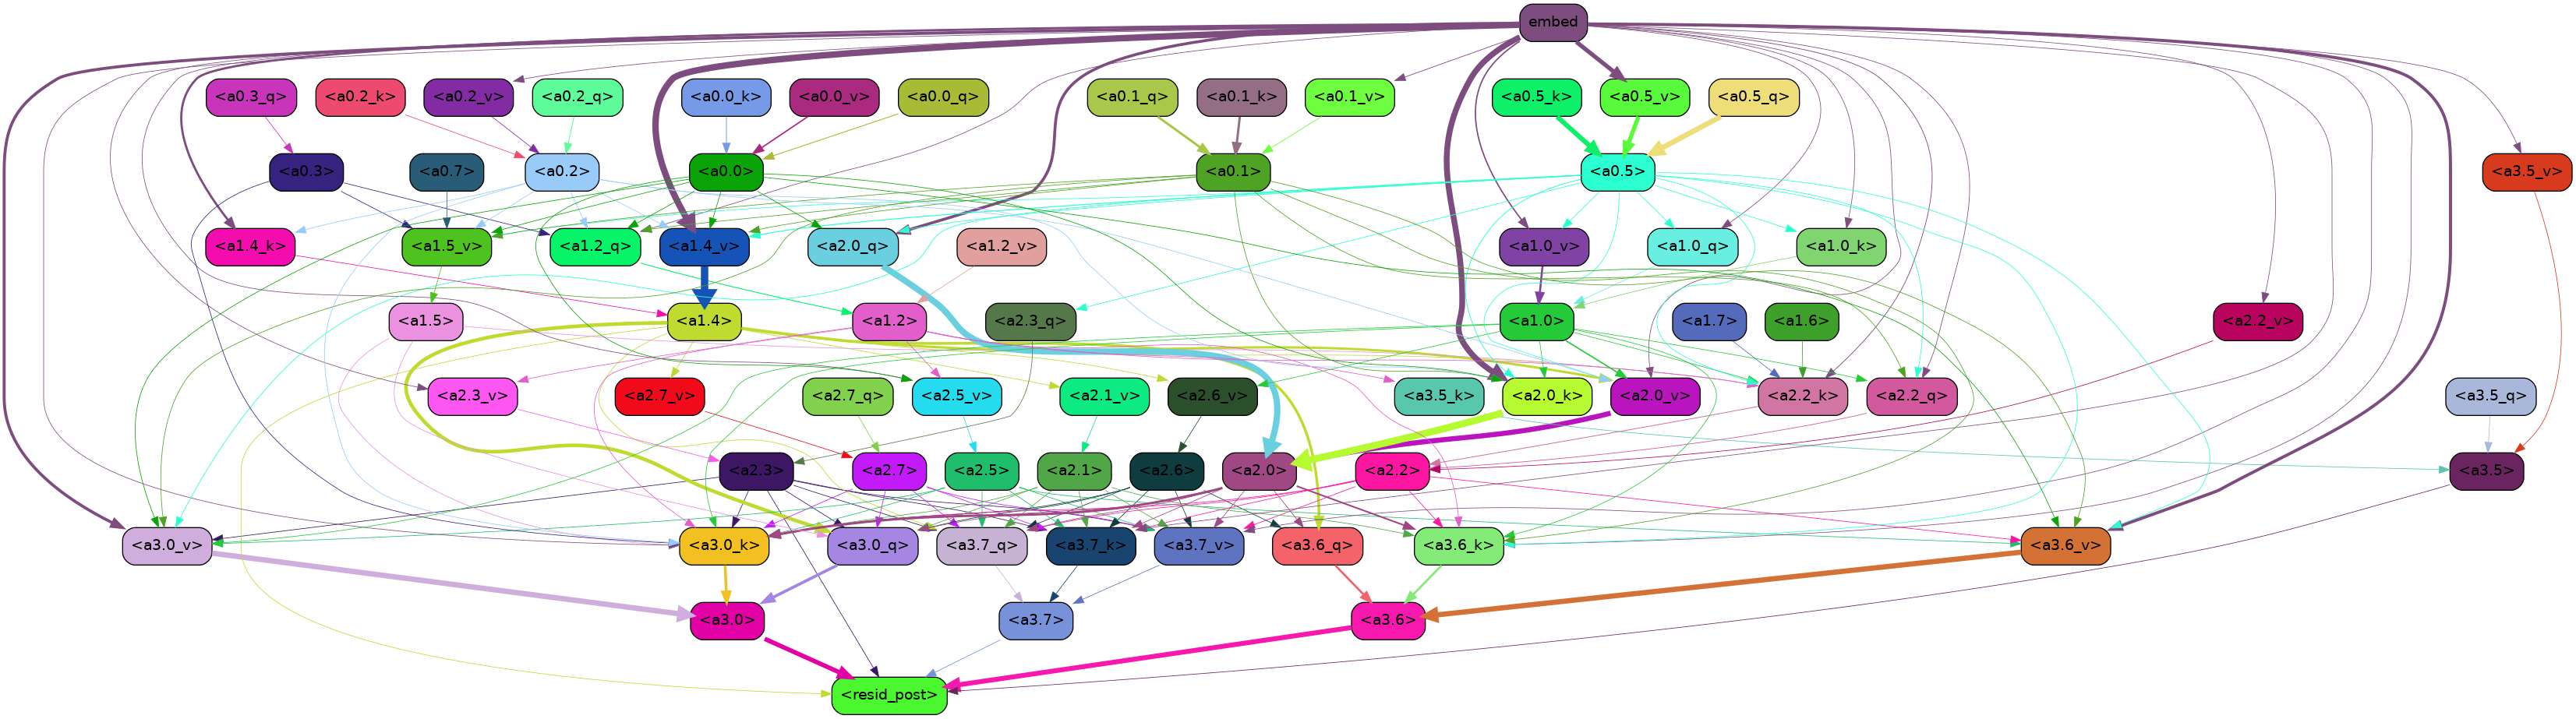 embed
<a0.3_q> <a0.2_k> <a0.2_v> <a0.2_q> <a0.0_k> <a0.0_v> <a0.0_q> <a0.1_q> <a0.1_k> <a0.1_v> <a0.5_k> <a0.5_v> <a0.5_q>
<a0.3> <a0.7> <a0.2> <a0.0> <a0.1> <a0.5> <a3.5_v>
<a1.4_k> <a1.5_v> <a1.2_q> <a1.4_v> <a2.0_q> <a1.2_v> <a1.0_v> <a1.0_q> <a1.0_k>
<a1.5> <a1.4> <a1.2> <a2.3_q> <a1.0> <a1.7> <a1.6> <a2.2_v>
<a2.3_v> <a2.7_v> <a2.7_q> <a2.5_v> <a2.1_v> <a2.6_v> <a3.5_k> <a2.0_k> <a2.0_v> <a2.2_k> <a2.2_q> <a3.5_q>
<a2.3> <a2.7> <a2.5> <a2.1> <a2.6> <a2.0> <a2.2> <a3.5>
<a3.0_v> <a3.0_k> <a3.0_q> <a3.7_q> <a3.7_k> <a3.7_v> <a3.6_q> <a3.6_k> <a3.6_v>
<a3.0> <a3.7> <a3.6>
<resid_post>